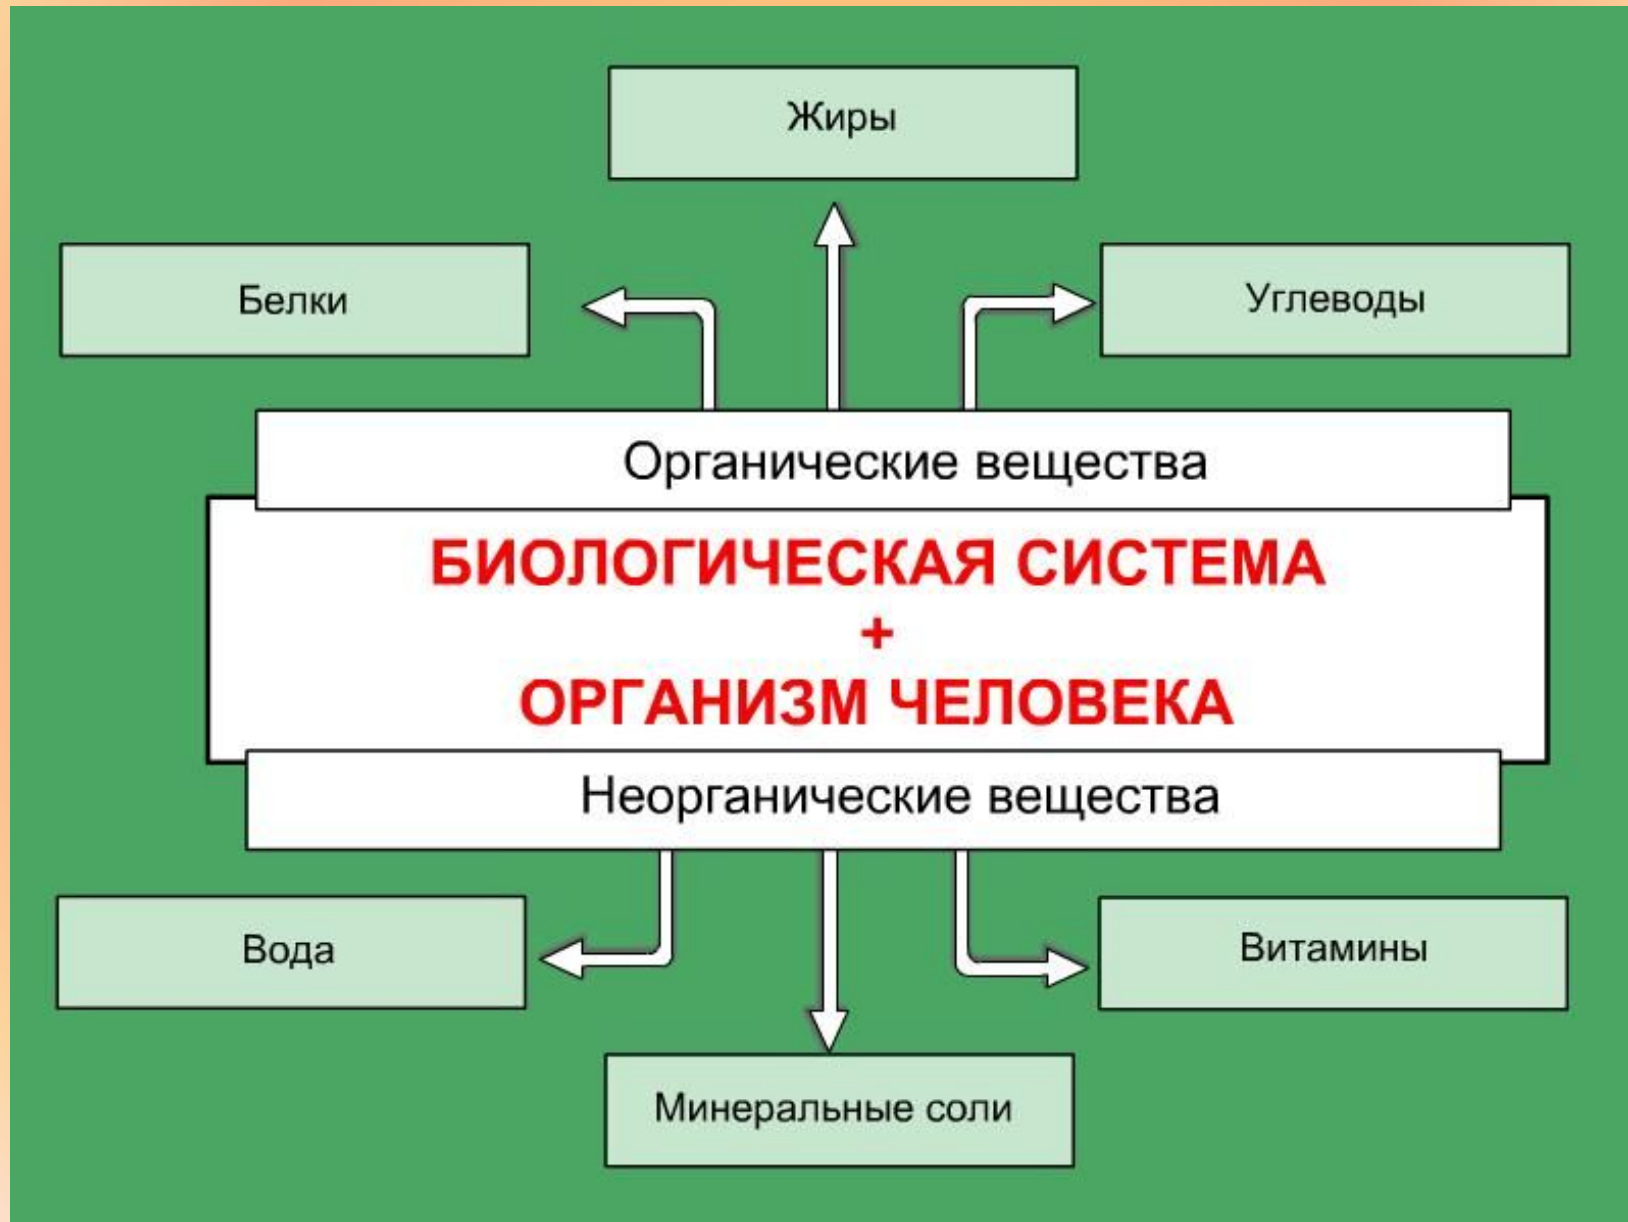 Жиры
Белки
Углеводы
Органические вещества
БИОЛОГИЧЕСКАЯ СИСТЕМА
+
ОРГАНИЗМ ЧЕЛОВЕКА
Неорганические вещества
Вода
Витамины
Минеральные соли